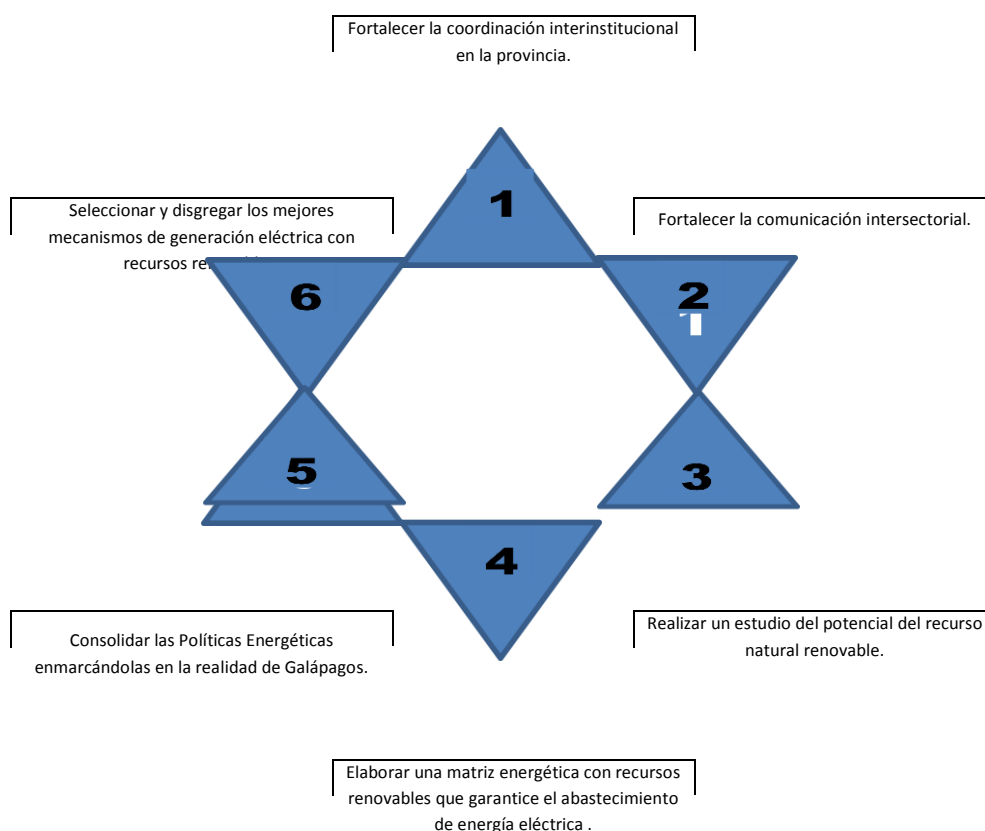 Fortalecer la coordinación interinstitucional
en la provincia.
1
Seleccionar y disgregar los mejores
mecanismos de generación eléctrica con
recursos
Fortalecer la comunicación intersectorial.
6
2
1
5
3
4
Consolidar las Políticas Energéticas
enmarcándolas en la realidad de Galápagos.
Realizar un estudio del potencial del recurso
natural renovable.
Elaborar una matriz energética con recursos
renovables que garantice el abastecimiento
de energía eléctrica .